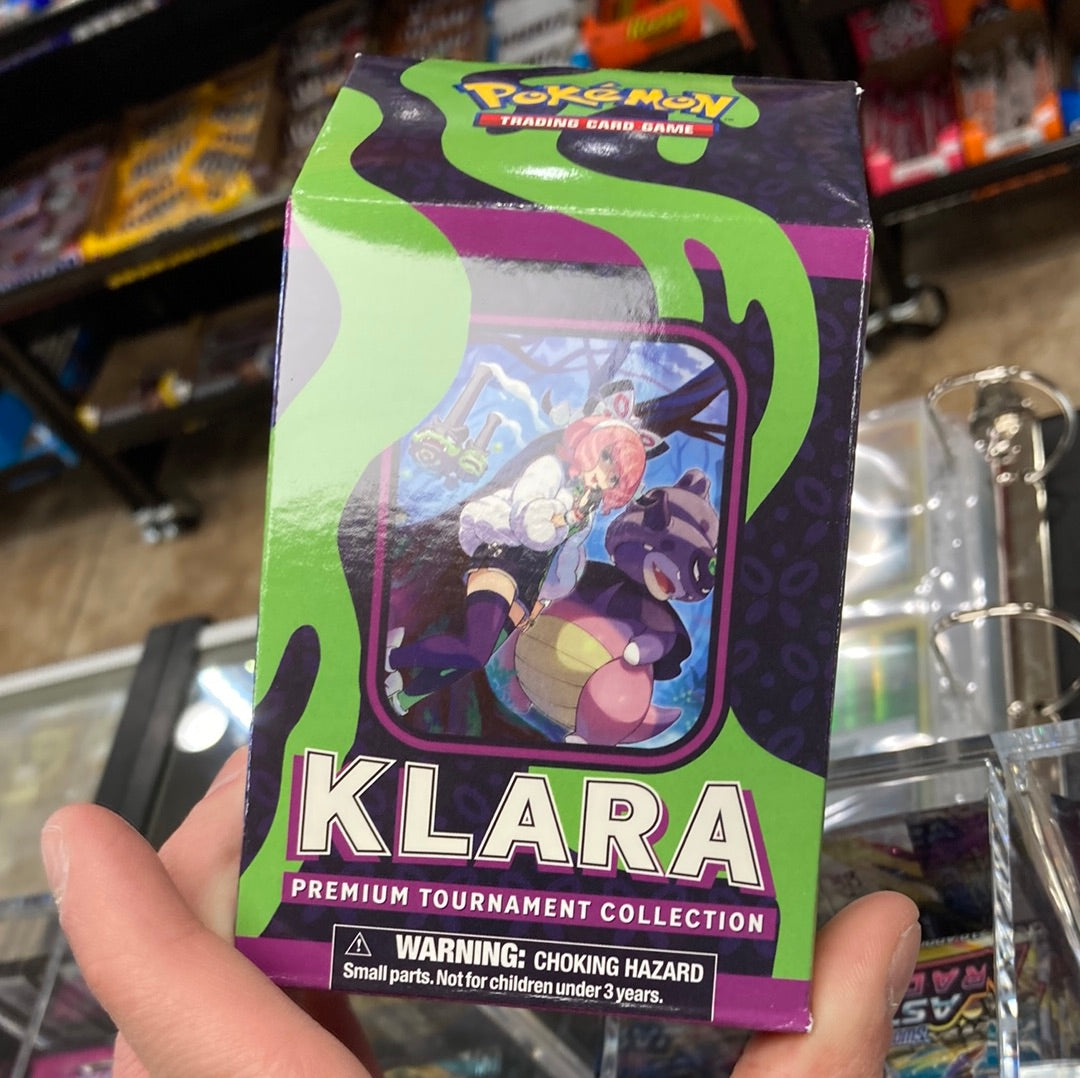 Reese's
POKéMON
TRADING CARD GAME
KLARA
PREMIUM TOURNAMENT COLLECTION
WARNING: CHOKING HAZARD
Small parts. Not for children under 3 years.